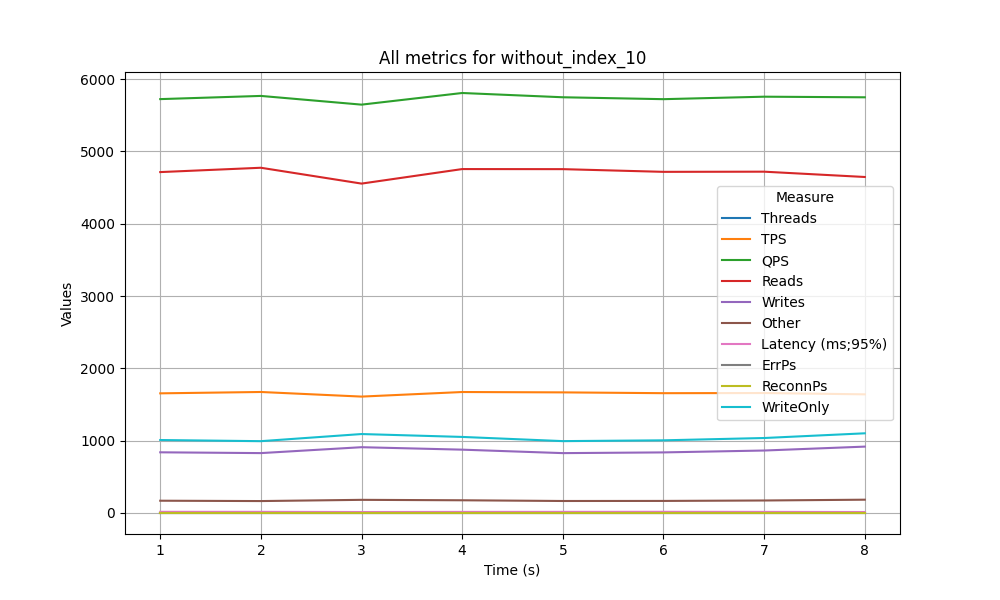 All metrics for without_index_10
6000
5000
4000
3000
2000
1000
0
Values
Measure
Threads
TPS
QPS
Reads
Writes
Other
Latency (ms;95%)
ErrPs
ReconnPs
WriteOnly
1 2 3 4 5 6 7 8
Time (s)